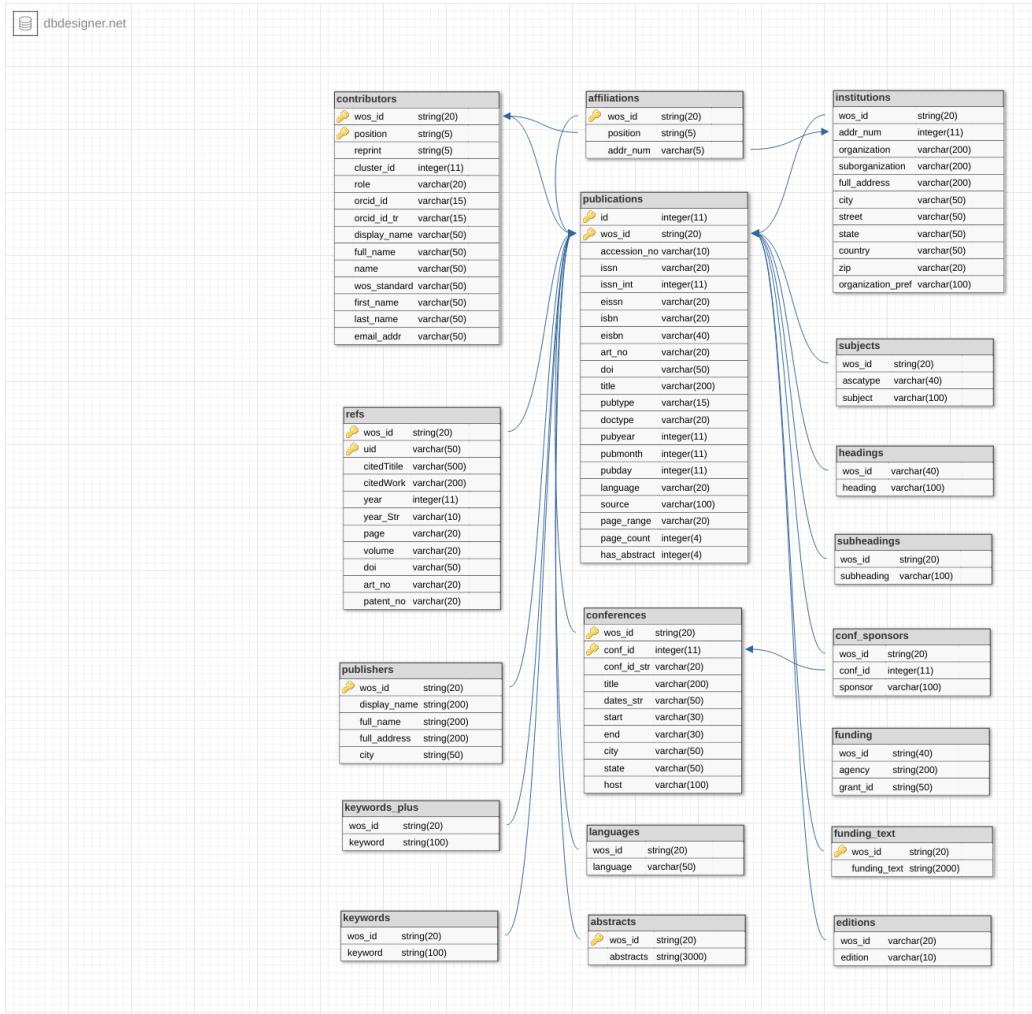 dbdesigner.net
contributors
wos_id string(20)
position string(5)
reprint string(5)
cluster_id integer(11)
role varchar(20)
orcid_id varchar(15)
orcid_id_tr varchar(15)
display_name varchar(50)
full_name varchar(50)
name varchar(50)
wos_standard varchar(50)
first_name varchar(50)
last_name varchar(50)
email_addr varchar(50)
affiliations
wos_id string(20)
position string(5)
addr_num varchar(5)
institutions
wos_id string(20)
addr_num integer(11)
organization varchar(200)
suborganization varchar(200)
full_address varchar(200)
city varchar(50)
street varchar(50)
state varchar(50)
country varchar(50)
zip varchar(20)
organization_pref varchar(100)
publications
id integer(11)
wos_id string(20)
accession_no varchar(10)
issn varchar(20)
issn_int integer(11)
eissn varchar(20)
isbn varchar(20)
eisbn varchar(40)
art_no varchar(20)
doi varchar(50)
title varchar(200)
pubtype varchar(15)
doctype varchar(20)
pubyear integer(11)
pubmonth integer(11)
pubday integer(11)
language varchar(20)
source varchar(100)
page_range varchar(20)
page_count integer(4)
has_abstract integer(4)
subjects
wos_id string(20)
ascatype varchar(40)
subject varchar(100)
refs
wos_id string(20)
uid varchar(50)
citedTitile varchar(500)
citedWork varchar(200)
year integer(11)
year_Str varchar(10)
page varchar(20)
volume varchar(20)
doi varchar(50)
art_no varchar(20)
patent_no varchar(20)
headings
wos_id varchar(40)
heading varchar(100)
subheadings
wos_id string(20)
subheading varchar(100)
conferences
wos_id string(20)
conf_id integer(11)
conf_id_str varchar(20)
title varchar(200)
dates_str varchar(50)
start varchar(30)
end varchar(30)
city varchar(50)
state varchar(50)
host varchar(100)
conf_sponsors
wos_id string(20)
conf_id integer(11)
sponsor varchar(100)
publishers
wos_id string(20)
display_name string(200)
full_name string(200)
full_address string(200)
city string(50)
funding
wos_id string(40)
agency string(200)
grant_id string(50)
keywords_plus
wos_id string(20)
keyword string(100)
languages
wos_id string(20)
language varchar(50)
funding_text
wos_id string(20)
funding_text string(2000)
keywords
wos_id string(20)
keyword string(100)
abstracts
wos_id string(20)
abstracts string(3000)
editions
wos_id varchar(20)
edition varchar(10)